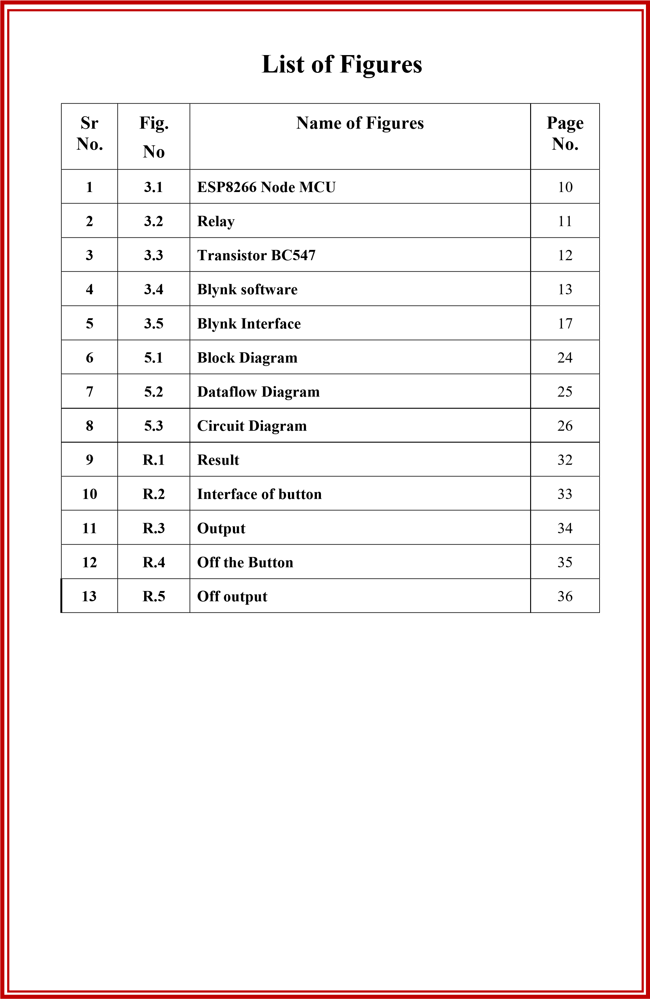 List of Figures
Sr No. Fig. No Name of Figures Page No.
1 3.1 ESP8266 Node MCU 10
2 3.2 Relay 11
3 3.3 Transistor BC547 12
4 3.4 Blynk software 13
5 3.5 Blynk Interface 17
6 5.1 Block Diagram 24
7 5.2 Dataflow Diagram 25
8 5.3 Circuit Diagram 26
9 R.1 Result 32
10 R.2 Interface of button 33
11 R.3 Output 34
12 R.4 Off the Button 35
13 R.5 Off output 36